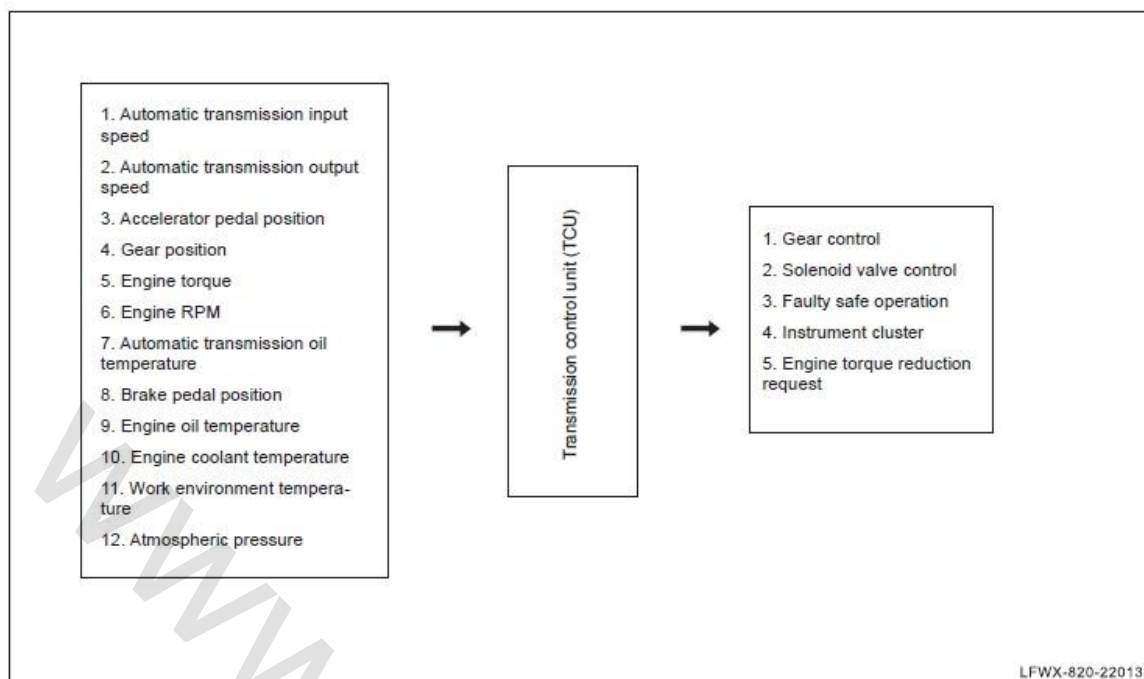 1. Automatic transmission input
speed
2. Automatic transmission output
speed
3. Accelerator pedal position
4. Gear position
5. Engine torque
6. Engine RPM
7. Automatic transmission oil
temperature
8. Brake pedal position
9. Engine oil temperature
10. Engine coolant temperature
11. Work environment tempera-
ture
12. Atmospheric pressure
Transmission control unit (TCU)
1. Gear control
2. Solenoid valve control
3. Faulty safe operation
4. Instrument cluster
5. Engine torque reduction
request
LFWX-820-22013
www